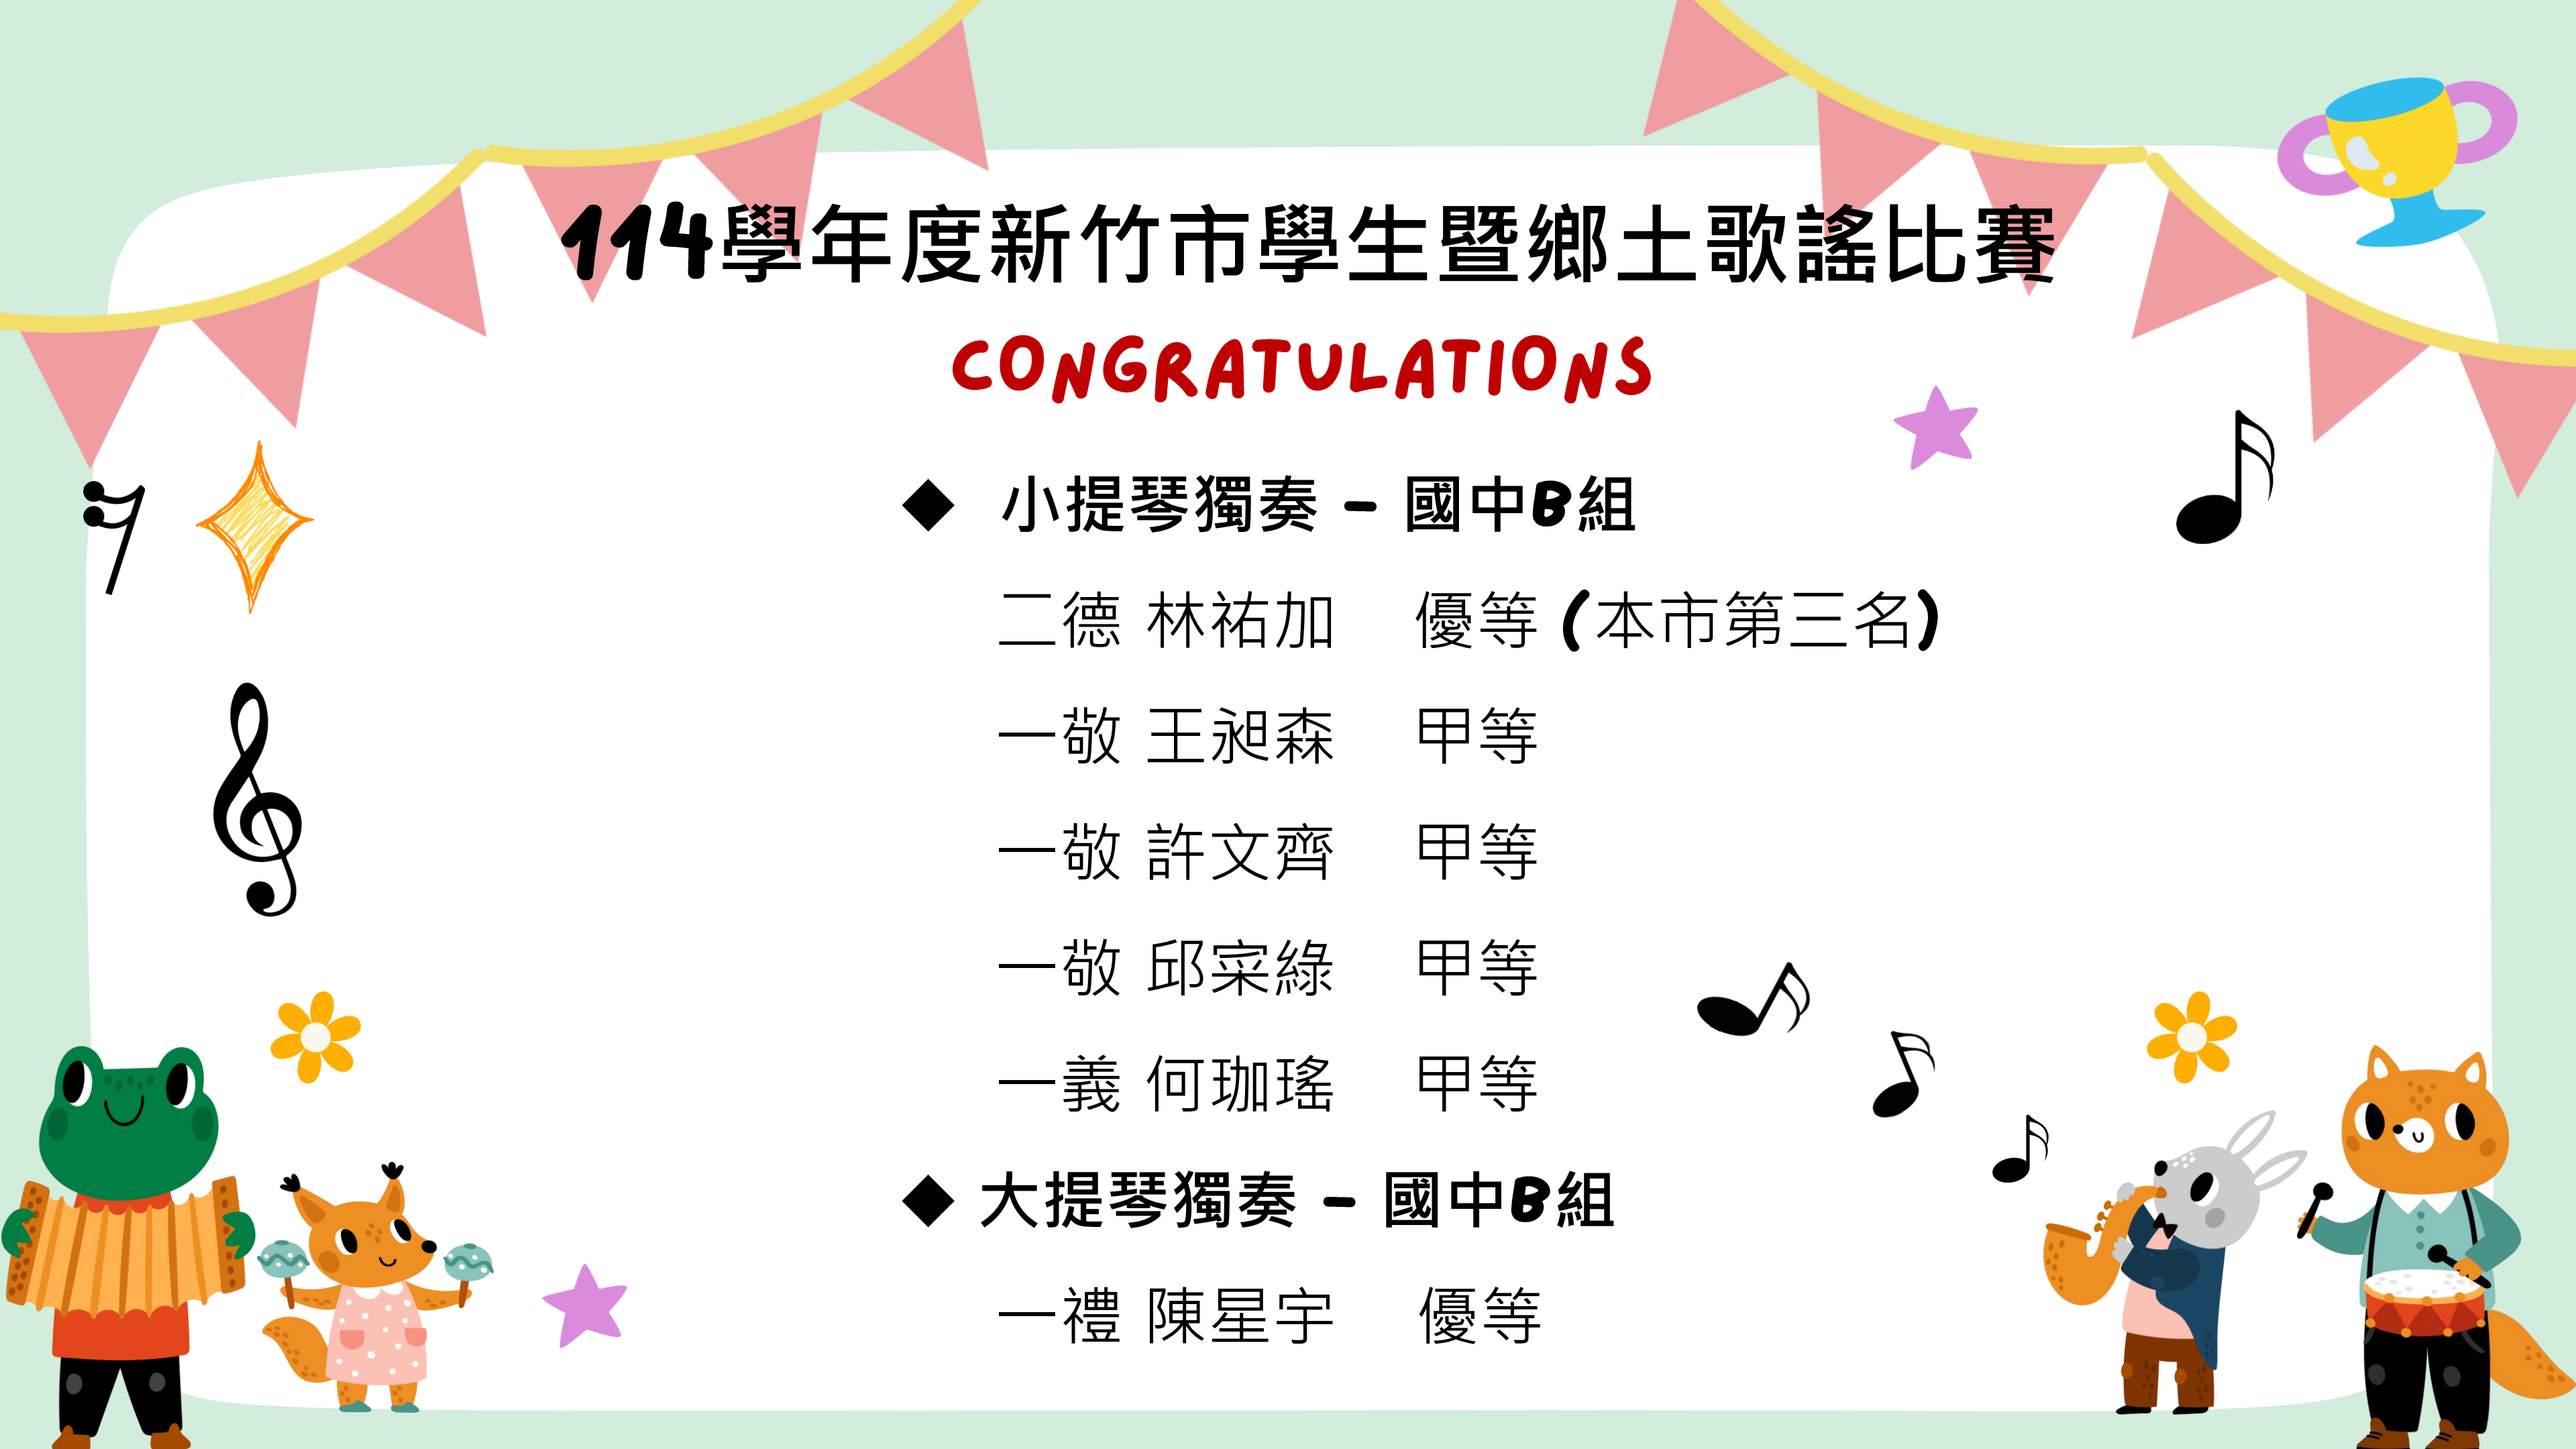 114學年度新竹市學生暨鄉土歌謠比賽
CONGRATULATIONS
◆ 小提琴獨奏 - 國中B組
二德 林祐加 優等 (本市第三名)
一敬 王昶森 甲等
一敬 許文齊 甲等
一敬 邱寀綠 甲等
一義 何珈瑤 甲等
◆ 大提琴獨奏 - 國中B組
一禮 陳星宇 優等